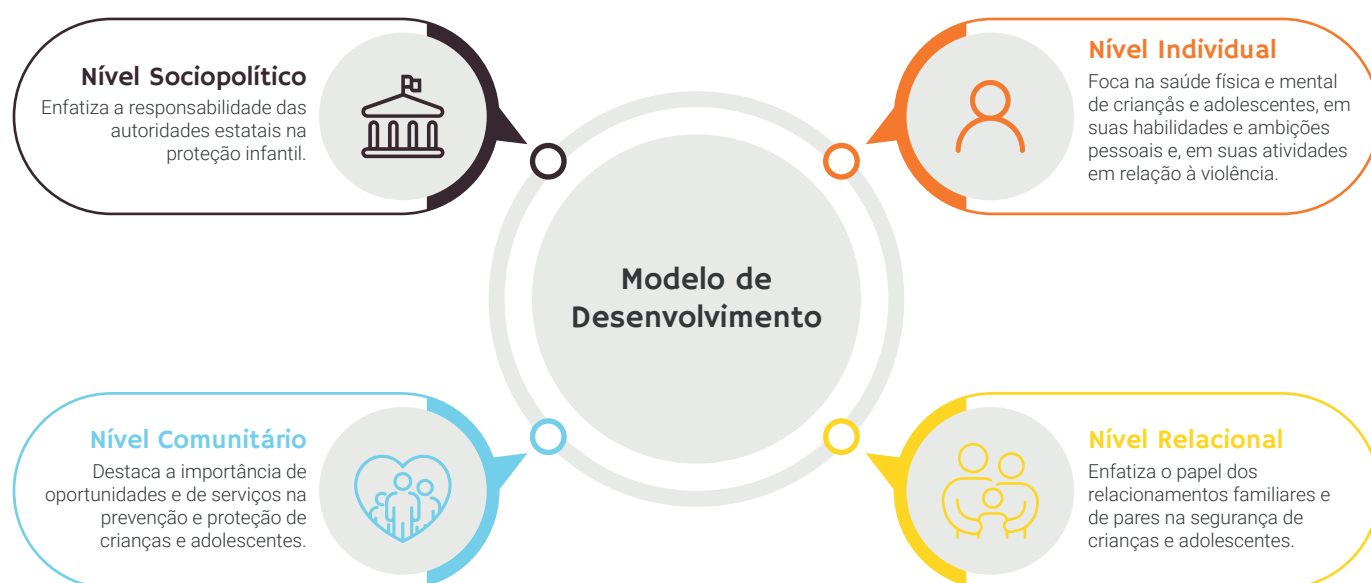 Nível Sociopolítico
Enfatiza a responsabilidade das
autoridades estatais na
proteção infantil.
Nível Individual
Foca na saúde física e mental
de criançås e adolescentes, em
suas habilidades e ambições
pessoais e, em suas atividades
em relação à violência.
Modelo de
Desenvolvimento
Nível Comunitário
Destaca a importância de
oportunidades e de serviços na
prevenção e proteção de
crianças e adolescentes.
Nível Relacional
Enfatiza o papel dos
relacionamentos familiares e
de pares na segurança de
crianças e adolescentes.